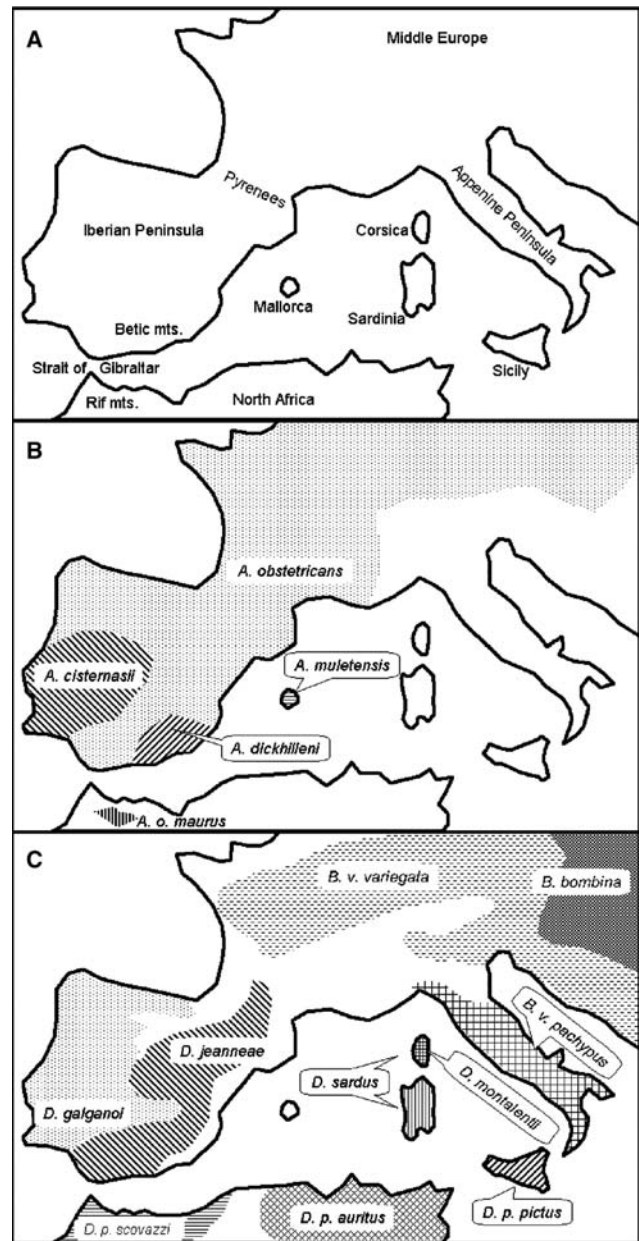 A
Middle Europe
Pyrenees
Appenine Peninsula
Iberian Peninsula
Corsica
Mallorca
Sardinia
Betic mts.
Strait of Gibraltar
Sicily
Rif mts.
North Africa
B
A. obstetricans
A. cisternasii
A. muletensis
A. dickhilleni
A. o. maurus
C
B. v. variegata
B. bombina
B. v. pachypus
D. jeanneae
D. sardus
D. montalentii
D. galganoi
D. p. pictus
D. p. scovazzi
D. p. auritus